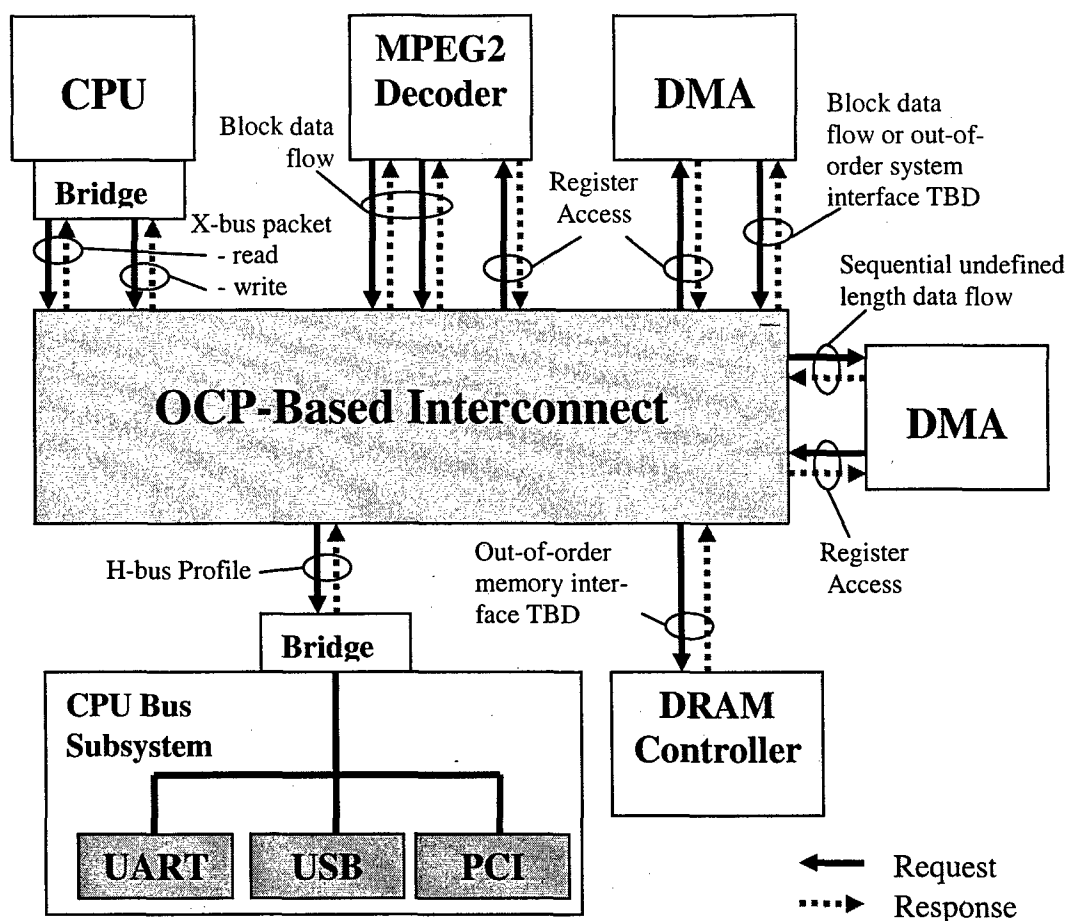 CPU
Bridge
MPEG2
Decoder
DMA
Block data
flow
X-bus packet
- read
- write
Register
Access
Block data
flow or out-of-
order system
interface TBD
Sequential undefined
length data flow
OCP-Based Interconnect
DMA
Register
Access
H-bus Profile
Out-of-order
memory inter-
face TBD
Bridge
CPU Bus
Subsystem
UART
USB
PCI
DRAM
Controller
Request
Response